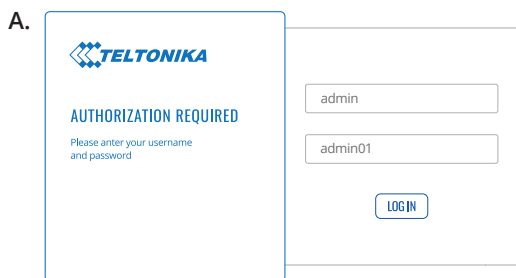 A.
TELTONIKA
AUTHORIZATION REQUIRED
Please anter your username
and password
admin
admin01
LOG IN